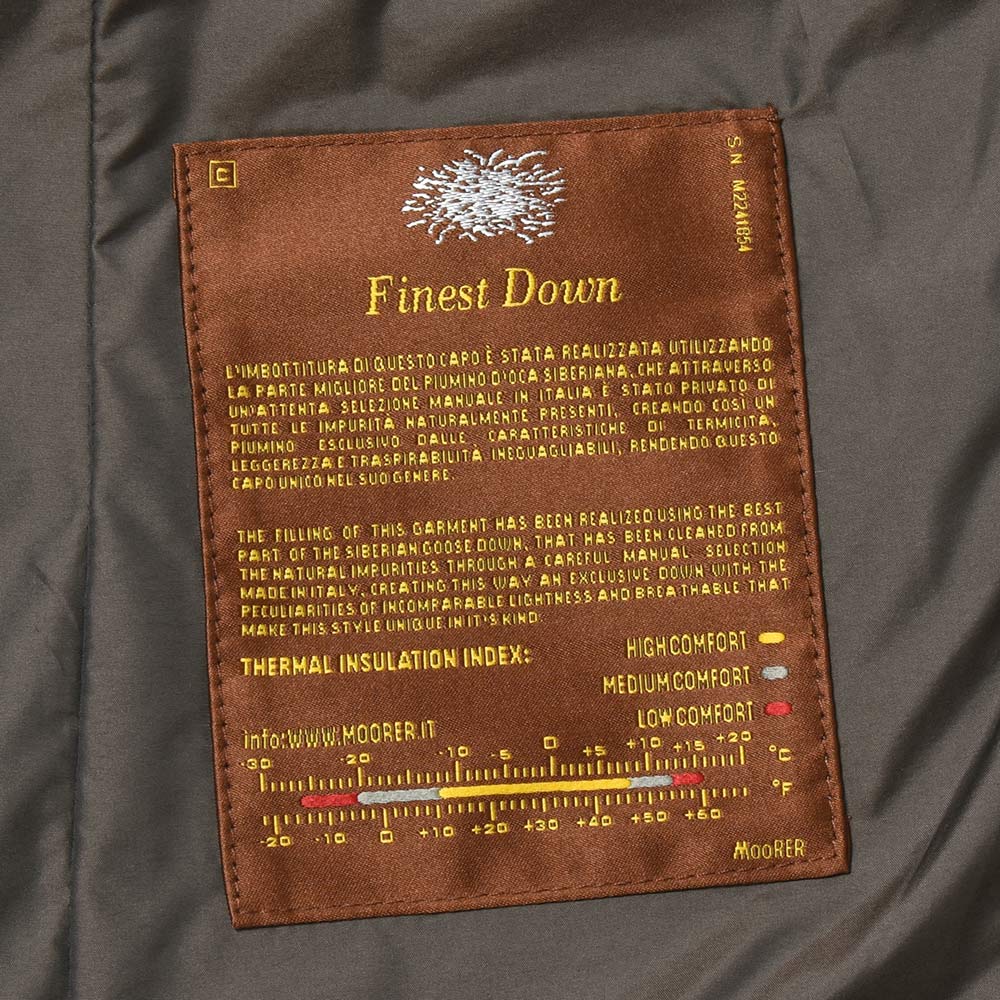 C
S.N M2241654
Finest Down
L'IMBOTTITURA DI QUESTO CAPO È STATA REALIZZATA UTILIZZANDO
LA PARTE MIGLIORE DEL PIUMINO D'OCA SIBERIANA, CHE ATTRAVERSO
UN'ATTENTA SELEZIONE MANUALE IN ITALIA È STATO PRIVATO DI
TUTTE LE IMPURITÀ NATURALMENTE PRESENTI, CREANDO COSÌ UN
PIUMINO ESCLUSIVO DALLE CARATTERISTICHE DI TERMICITÀ,
LEGGEREZZA E TRASPIRABILITÀ INEGUAGLIABILI, RENDENDO QUESTO
CAPO UNICO NEL SUO GENERE.
THE FILLING OF THIS GARMENT HAS BEEN REALIZED USING THE BEST
PART OF THE SIBERIAN GOOSE DOWN, THAT HAS BEEN CLEANED FROM
THE NATURAL IMPURITIES THROUGH A CAREFUL MANUAL SELECTION
MADE IN ITALY, CREATING THIS WAY AN EXCLUSIVE DOWN WITH THE
PECULIARITIES OF INCOMPARABLE LIGHTNESS AND BREATHABLE THAT
MAKE THIS STYLE UNIQUE IN IT'S KIND.
THERMAL INSULATION INDEX:
HIGH COMFORT
MEDIUM COMFORT
LOW COMFORT
info: WWW.MOORER.IT
-30 -20 -10 -5 0 +5 +10 +15 +20 °C
-20 -10 0 +10 +20 +30 +40 +50 +60 °F
MOORER